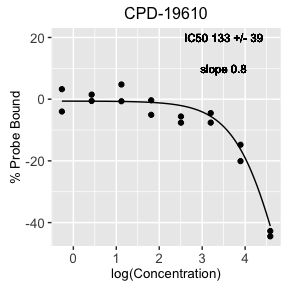 CPD-19610
IC50 133 +/- 39
slope 0.8
20
0
-20
-40
% Probe Bound
0
1
2
3
4
log(Concentration)